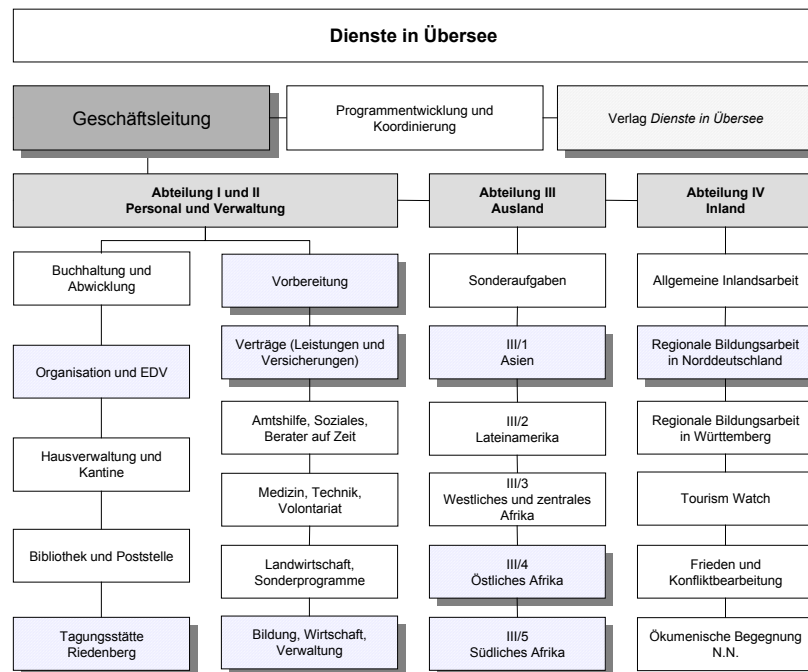 Dienste in Übersee
Geschäftsleitung
Programmentwicklung und
Koordinierung
Verlag Dienste in Übersee
Abteilung I und II
Personal und Verwaltung
Abteilung III
Ausland
Abteilung IV
Inland
Buchhaltung und
Abwicklung
Organisation und EDV
Hausverwaltung und
Kantine
Bibliothek und Poststelle
Tagungsstätte
Riedenberg
Vorbereitung
Verträge (Leistungen und
Versicherungen)
Amtshilfe, Soziales,
Berater auf Zeit
Medizin, Technik,
Volontariat
Landwirtschaft,
Sonderprogramme
Bildung, Wirtschaft,
Verwaltung
Sonderaufgaben
III/1
Asien
III/2
Lateinamerika
III/3
Westliches und zentrales
Afrika
III/4
Östliches Afrika
III/5
Südliches Afrika
Allgemeine Inlandsarbeit
Regionale Bildungsarbeit
in Norddeutschland
Regionale Bildungsarbeit
in Württemberg
Tourism Watch
Frieden und
Konfliktbearbeitung
Ökumenische Begegnung
N.N.